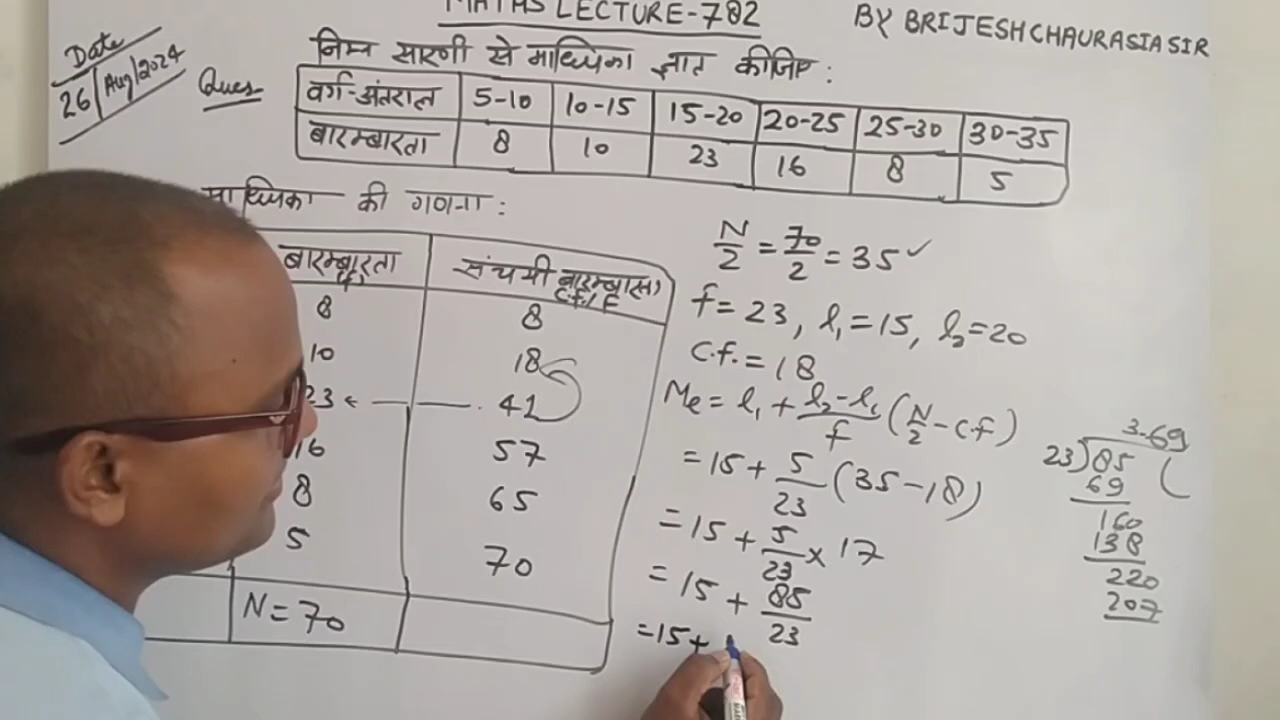 MATHS LECTURE-782
BY BRIJESH CHAURASIA SIR
Date
26/Aug/2024
Ques
निम्न सारणी से माध्यिका ज्ञात कीजिए :
वर्ग-अंतराल 5-10 10-15 15-20 20-25 25-30 30-35
बारम्बारता 8 10 23 16 8 5
माध्यिका की गणना :
बारम्बारता (f) संचयी बारम्बारता C.f./F
8 8
10 18
23 41
16 57
8 65
5 70
N=70
N/2 = 70/2 = 35 ✓
f=23, l₁=15, l₂=20
C.f.=18
Me = l₁ + l₂-l₁/f (N/2 - C.f)
= 15 + 5/23 (35-18)
= 15 + 5/23 × 17
= 15 + 85/23
=15+
3.69
23)85(
69
160
138
220
207